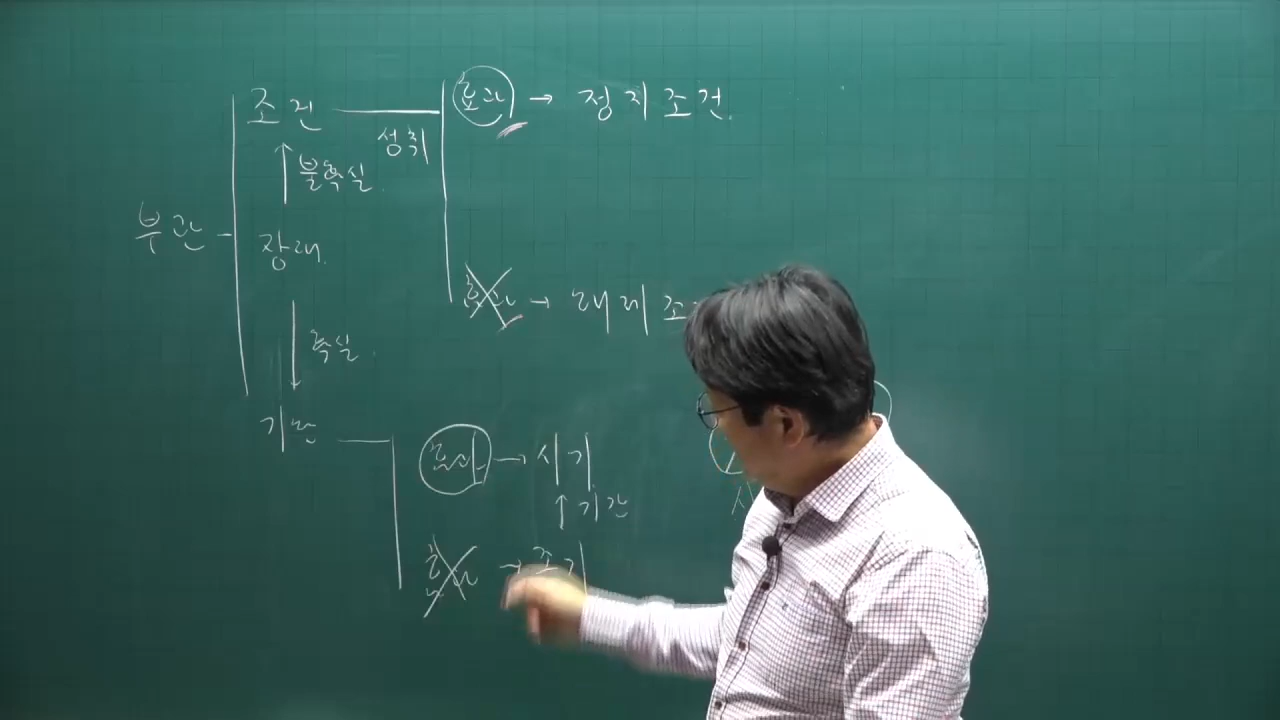 조건
성취
효과 → 정지조건.
불확실.
부관
장래.
효과 → 해제조
확실.
기한
효과 → 시기
↑ 기간
효과 → 종기